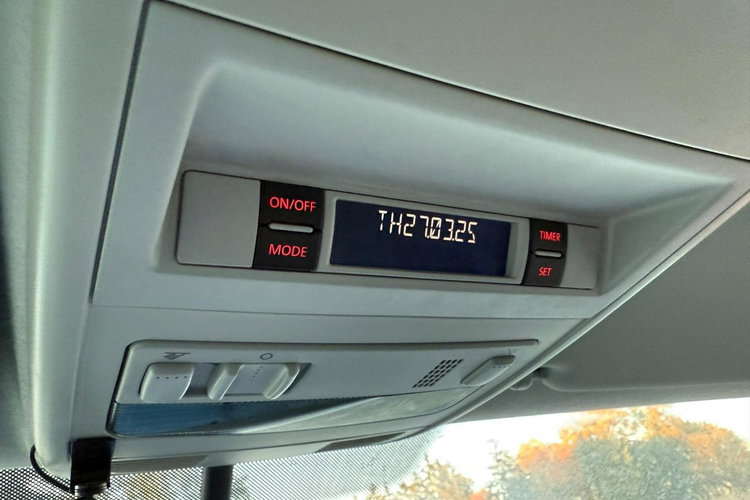 ON/OFF
MODE
TH27.03.25
TIMER
SET